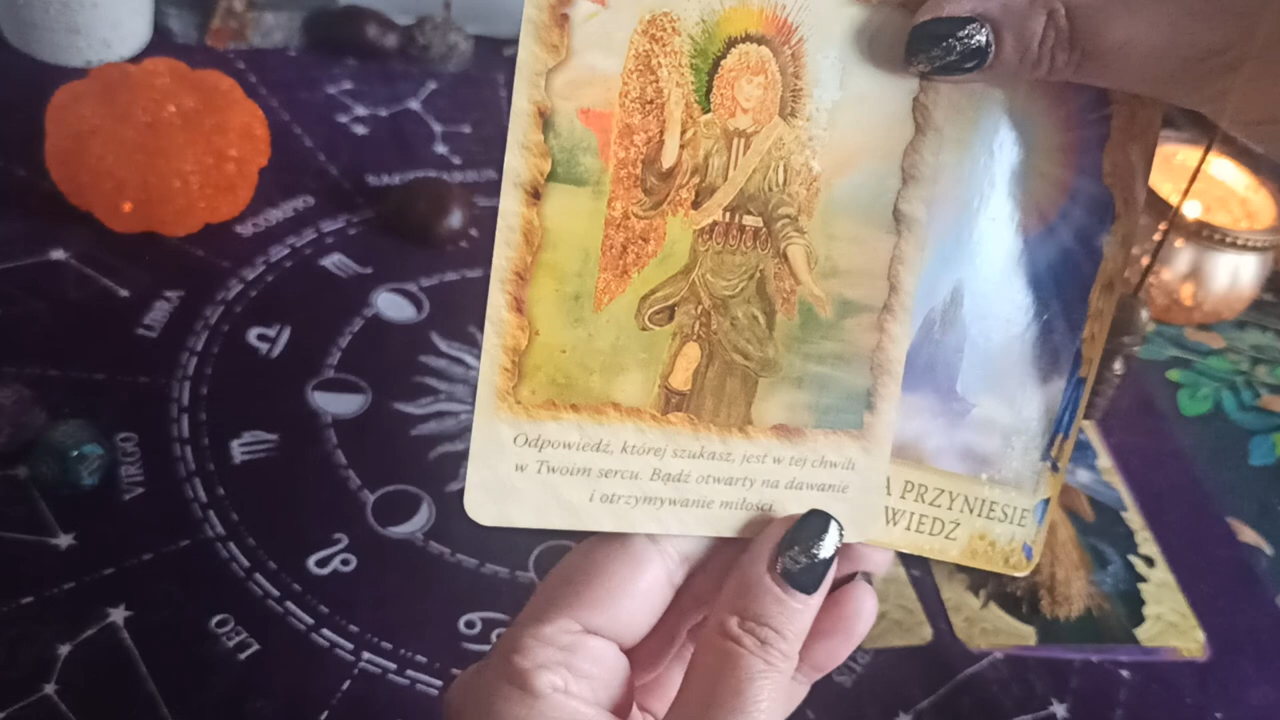 SAGITTARIUS
SCORPIO
LIBRA
VIRGO
LEO
Odpowiedź, której szukasz, jest w tej chwili
w Twoim sercu. Bądź otwarty na dawanie
i otrzymywanie miłości.
A PRZYNIESIE
WIEDŹ